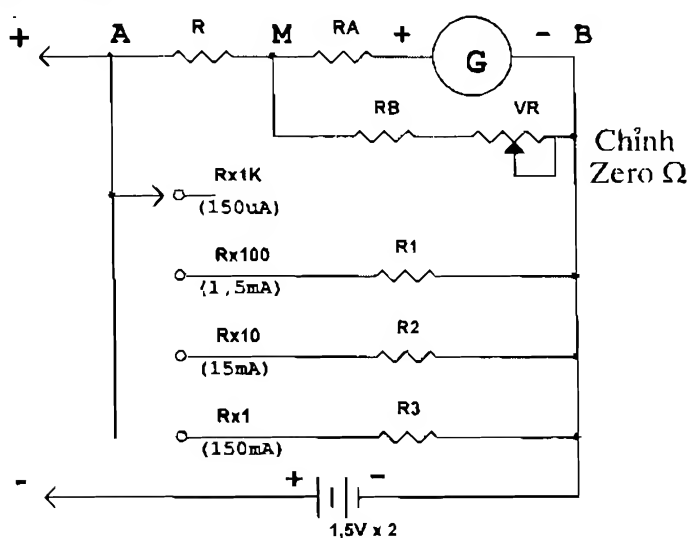 + A R M RA + G - B
RB VR
Chỉnh
Zero Ω
Rx1K
(150uA)
Rx100 R1
(1,5mA)
Rx10 R2
(15mA)
Rx1 R3
(150mA)
- + -
1,5V x 2